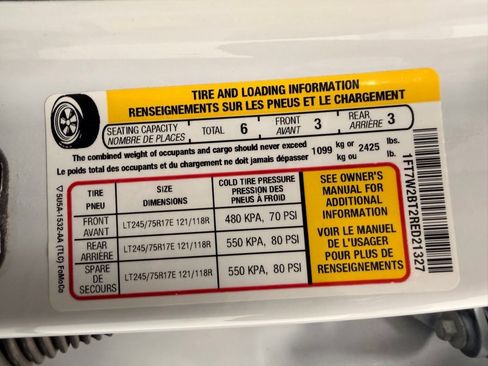 TIRE AND LOADING INFORMATION
RENSEIGNEMENTS SUR LES PNEUS ET LE CHARGEMENT
SEATING CAPACITY TOTAL 6 FRONT 3 REAR 3
NOMBRE DE PLACES AVANT ARRIÈRE
The combined weight of occupants and cargo should never exceed 1099 kg or 2425 lbs.
Le poids total des occupants et du chargement ne doit jamais dépasser kg ou lb.
TIRE SIZE COLD TIRE PRESSURE
PNEU DIMENSIONS PRESSION DES
PNEUS À FROID
FRONT LT245/75R17E 121/118R 480 KPA, 70 PSI
AVANT
REAR LT245/75R17E 121/118R 550 KPA, 80 PSI
ARRIÈRE
SPARE LT245/75R17E 121/118R 550 KPA, 80 PSI
DE SECOURS
SEE OWNER'S
MANUAL FOR
ADDITIONAL
INFORMATION
VOIR LE MANUEL
DE L'USAGER
POUR PLUS DE
RENSEIGNEMENTS
1FT7W2BT2RED21327
5U5A-1532-AA (TLC) FoMoCo